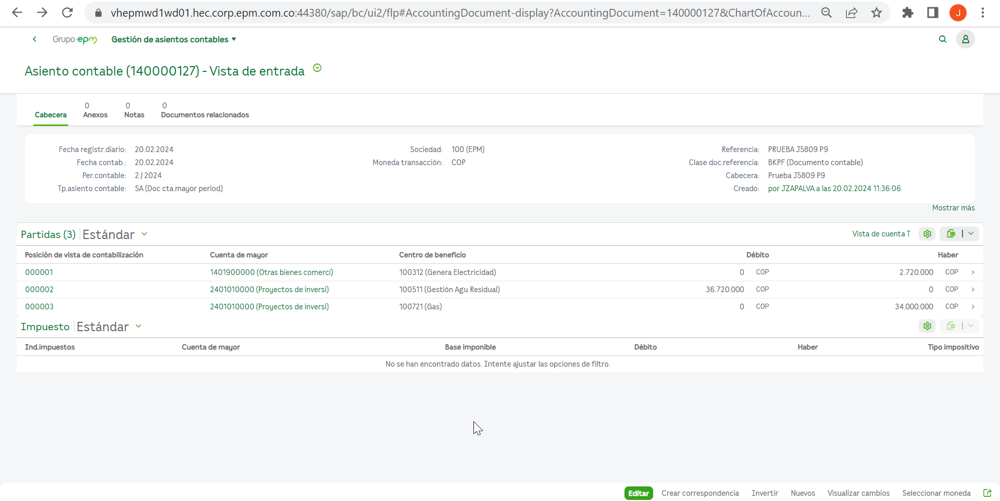 vhepmwd1wd01.hec.corp.epm.com.co:44380/sap/bc/ui2/flp#AccountingDocument-display?AccountingDocument=140000127&ChartOfAccoun...
J
Grupo·epm Gestión de asientos contables
Asiento contable (140000127) - Vista de entrada
0 0 0
Cabecera Anexos Notas Documentos relacionados
Fecha registr.diario: 20.02.2024 Sociedad: 100 (EPM) Referencia: PRUEBA J5809 P9
Fecha contab.: 20.02.2024 Moneda transacción: COP Clase doc.referencia: BKPF (Documento contable)
Per.contable: 2 / 2024 Cabecera: Prueba J5809 P9
Tp.asiento contable: SA (Doc cta.mayor period) Creado: por JZAPALVA a las 20.02.2024 11:36:06
Mostrar más
Partidas (3) Estándar Vista de cuenta T
Posición de vista de contabilización Cuenta de mayor Centro de beneficio Débito Haber
000001 1401900000 (Otras bienes comerci) 100312 (Genera Electricidad) 0 COP 2.720.000 COP
000002 2401010000 (Proyectos de inversi) 100511 (Gestión Agu Residual) 36.720.000 COP 0 COP
000003 2401010000 (Proyectos de inversi) 100721 (Gas) 0 COP 34.000.000 COP
Impuesto Estándar
Ind.impuestos Cuenta de mayor Base imponible Débito Haber Tipo impositivo
No se han encontrado datos. Intente ajustar las opciones de filtro.
Editar Crear correspondencia Invertir Nuevos Visualizar cambios Seleccionar moneda